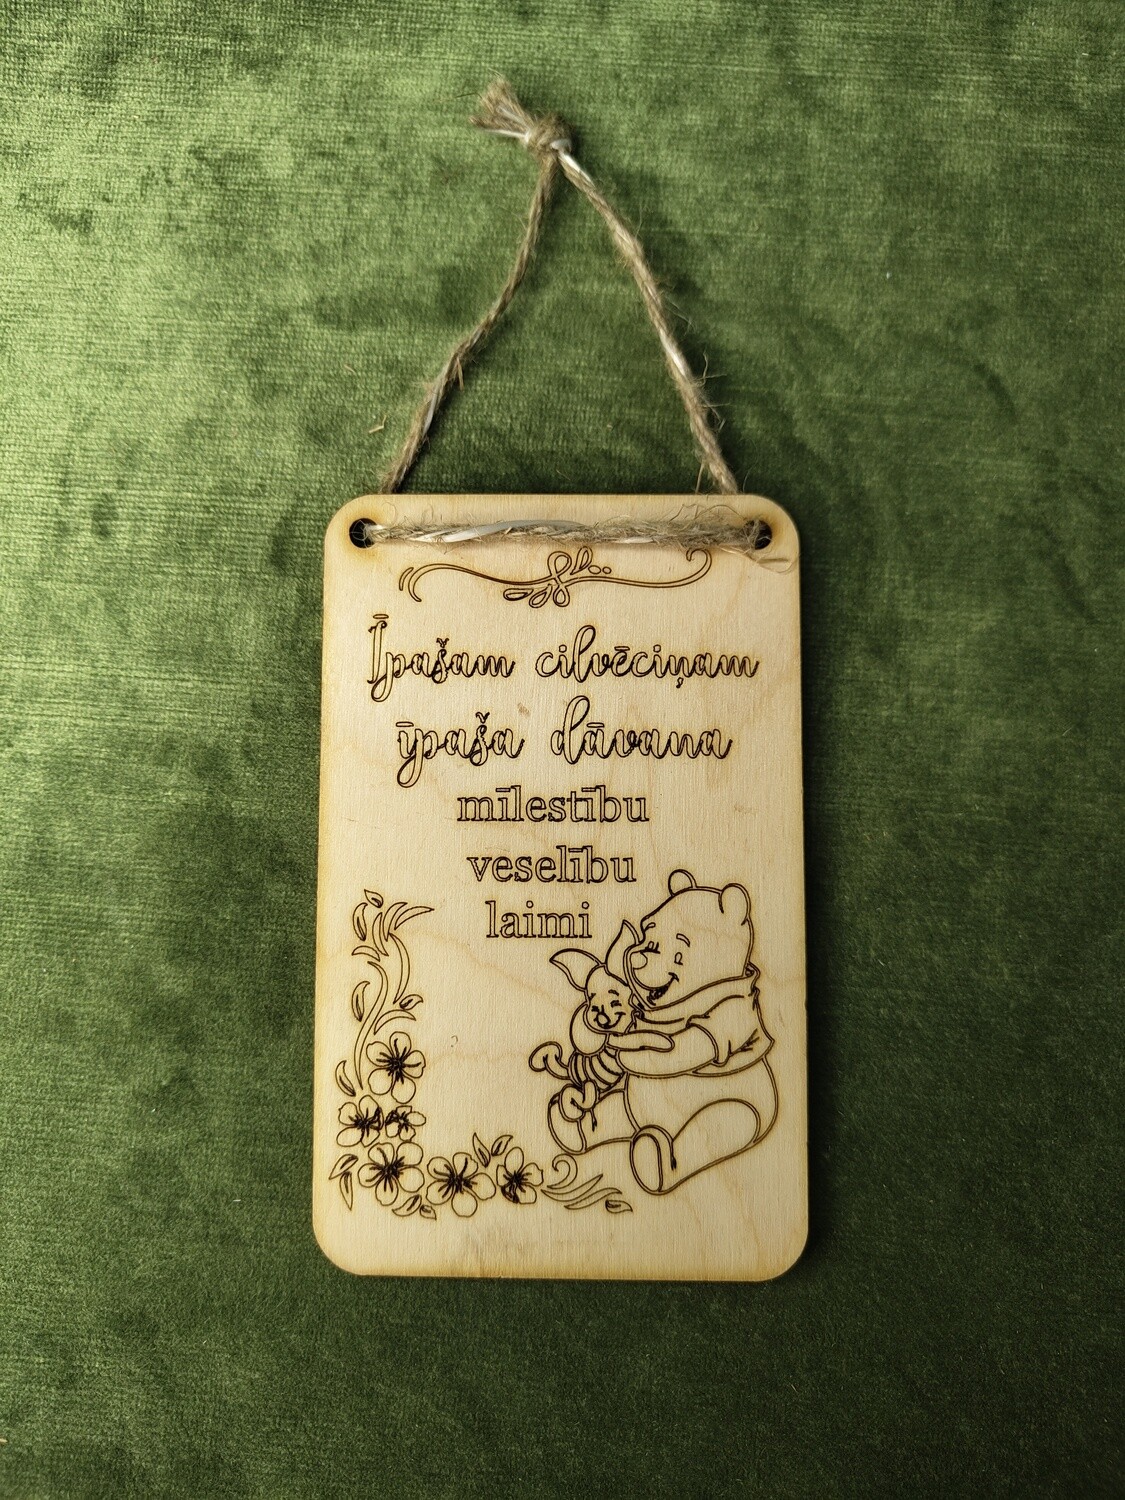 Īpašam cilvēciņam
īpaša dāvana
mīlestību
veselību
laimi